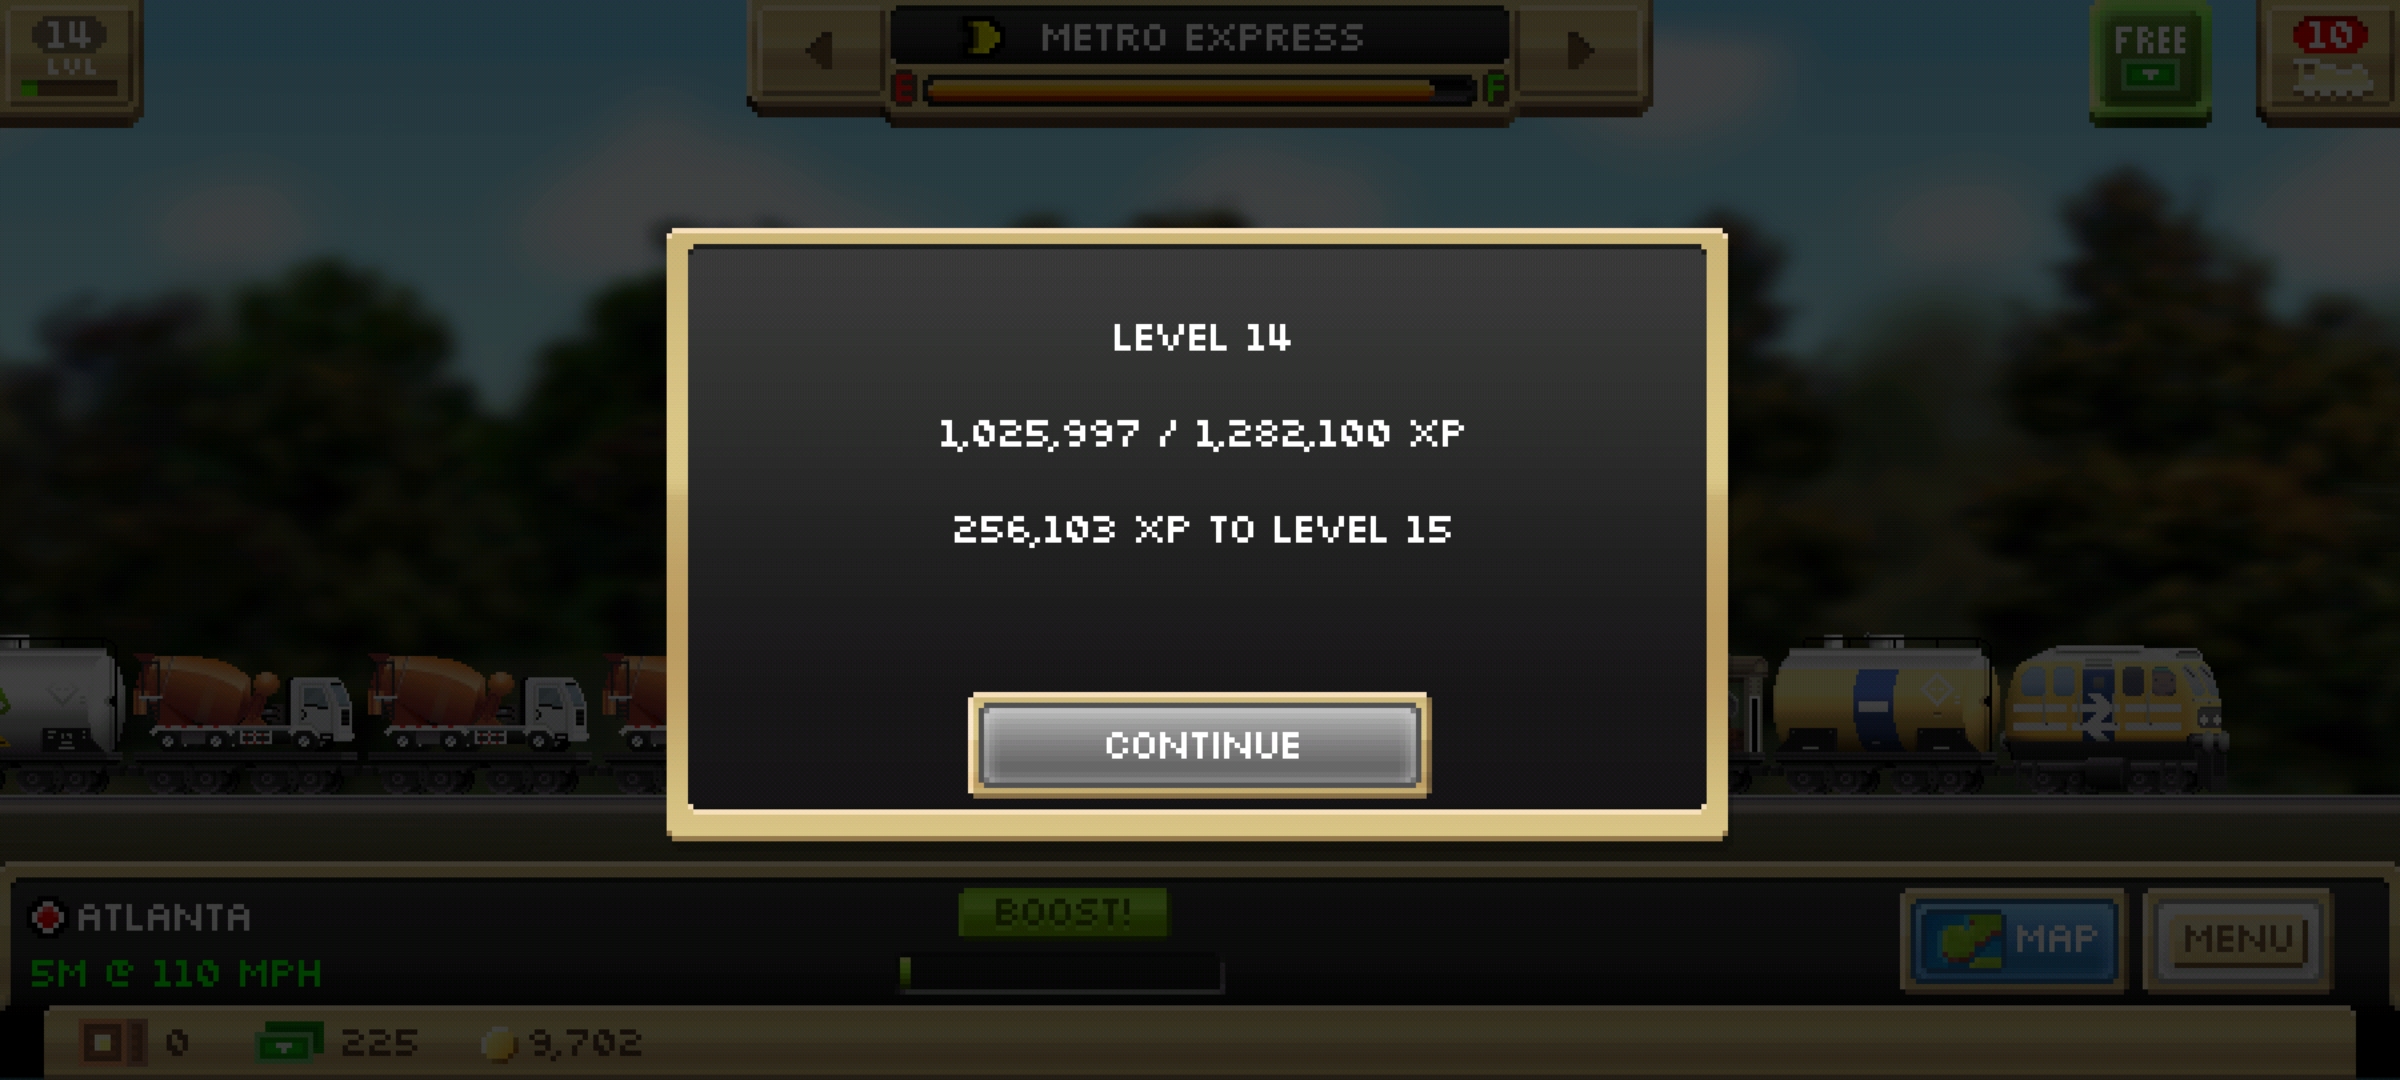 14
LVL
METRO EXPRESS
E
F
FREE
10
LEVEL 14
1,025,997 / 1,282,100 XP
256,103 XP TO LEVEL 15
CONTINUE
ATLANTA
5M @ 110 MPH
BOOST!
MAP
MENU
0
225
9,702